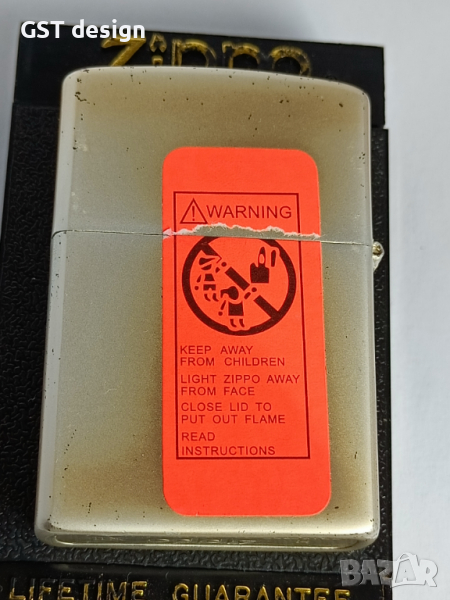 GST design
Zippo
WARNING
KEEP AWAY
FROM CHILDREN
LIGHT ZIPPO AWAY
FROM FACE
CLOSE LID TO
PUT OUT FLAME
READ
INSTRUCTIONS
LIFETIME GUARANTEE
BAZAR